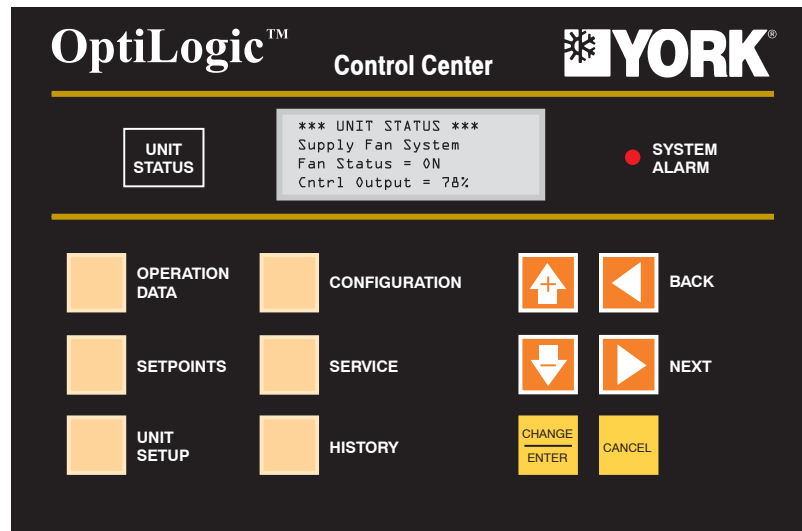 OptiLogic™
Control Center
YORK®
UNIT
STATUS
*** UNIT STATUS ***
Supply Fan System
Fan Status = ON
Cntrl Output = 78%
SYSTEM
ALARM
OPERATION
DATA
CONFIGURATION
+
BACK
SETPOINTS
SERVICE
–
NEXT
UNIT
SETUP
HISTORY
CHANGE
ENTER
CANCEL